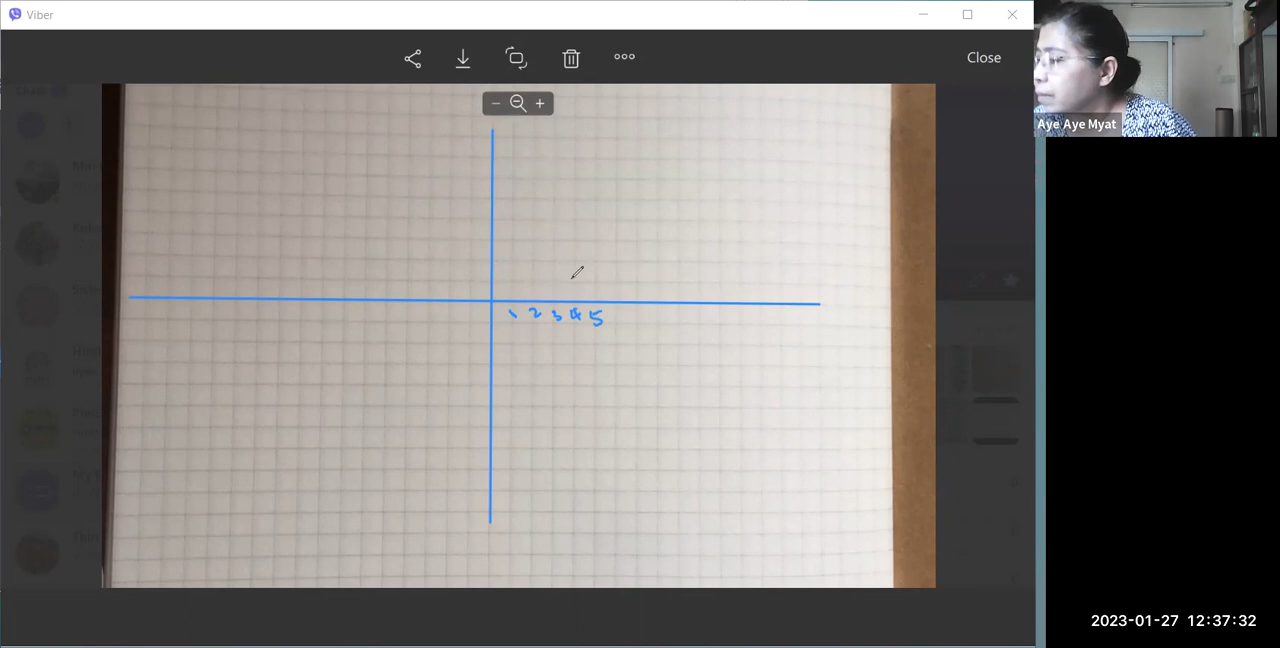 Viber
Close
Aye Aye Myat
1 2 3 4 5
2023-01-27 12:37:32